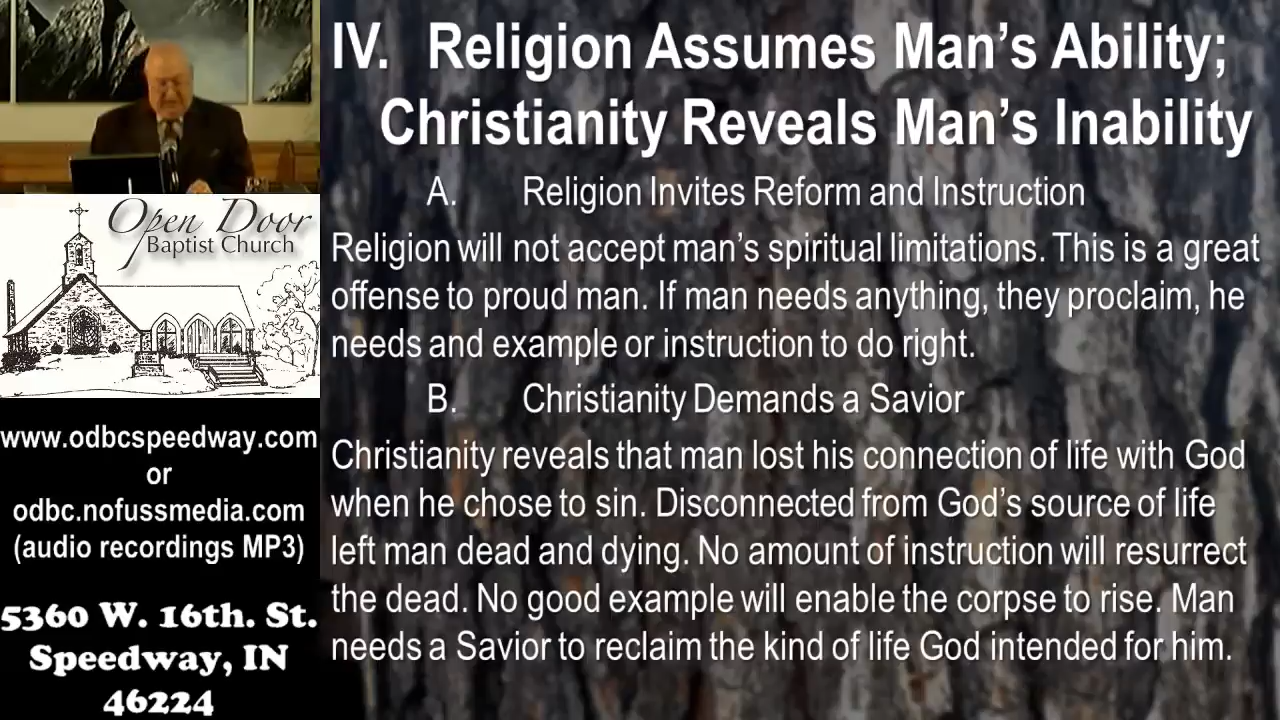 Open Door
Baptist Church
www.odbcspeedway.com
or
odbc.nofussmedia.com
(audio recordings MP3)
5360 W. 16th. St.
Speedway, IN
46224
IV. Religion Assumes Man’s Ability;
Christianity Reveals Man’s Inability
A. Religion Invites Reform and Instruction
Religion will not accept man’s spiritual limitations. This is a great
offense to proud man. If man needs anything, they proclaim, he
needs and example or instruction to do right.
B. Christianity Demands a Savior
Christianity reveals that man lost his connection of life with God
when he chose to sin. Disconnected from God’s source of life
left man dead and dying. No amount of instruction will resurrect
the dead. No good example will enable the corpse to rise. Man
needs a Savior to reclaim the kind of life God intended for him.